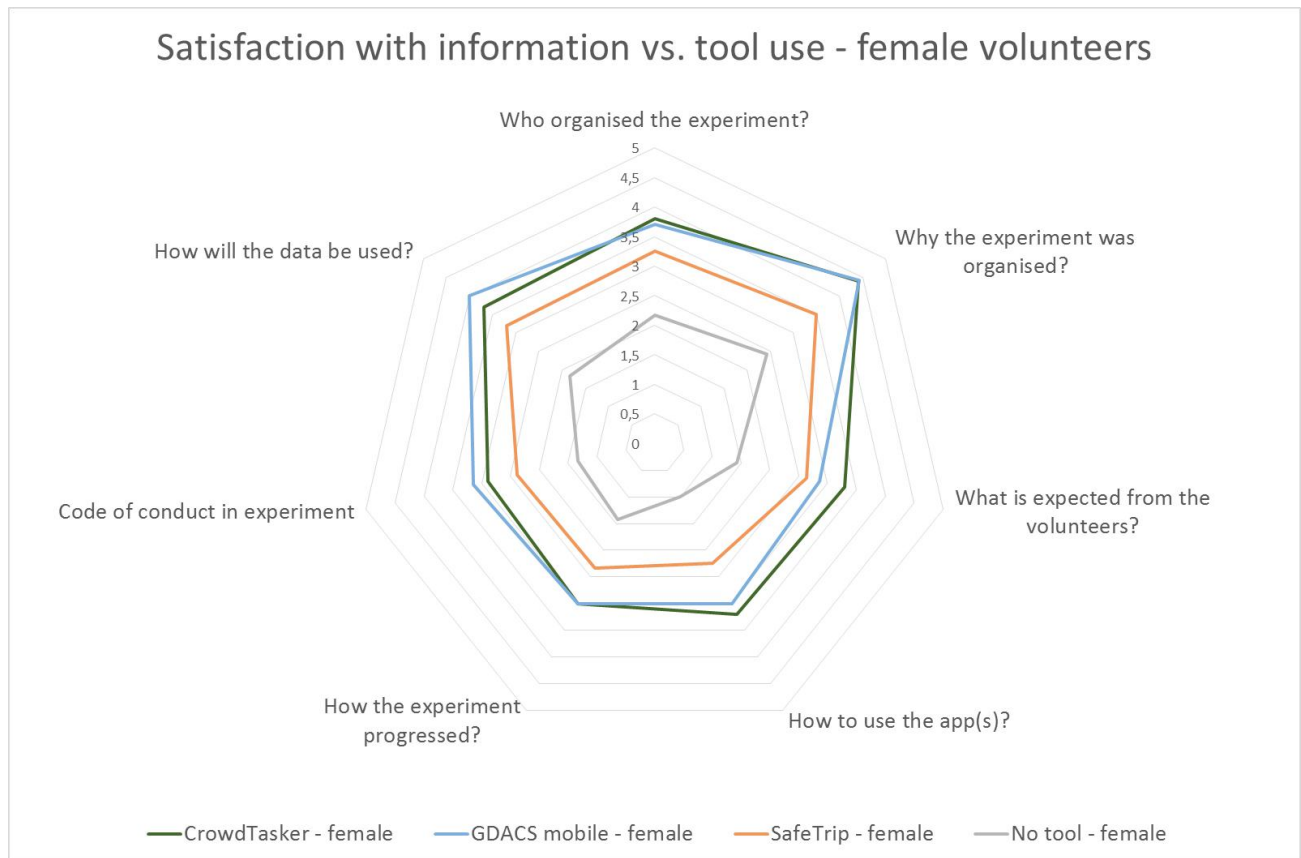 Satisfaction with information vs. tool use - female volunteers
Who organised the experiment?
5
4,5
4
3,5
3
2,5
2
1,5
1
0,5
0
Why the experiment was
organised?
What is expected from the
volunteers?
How to use the app(s)?
How the experiment
progressed?
Code of conduct in experiment
How will the data be used?
CrowdTasker - female
GDACS mobile - female
SafeTrip - female
No tool - female